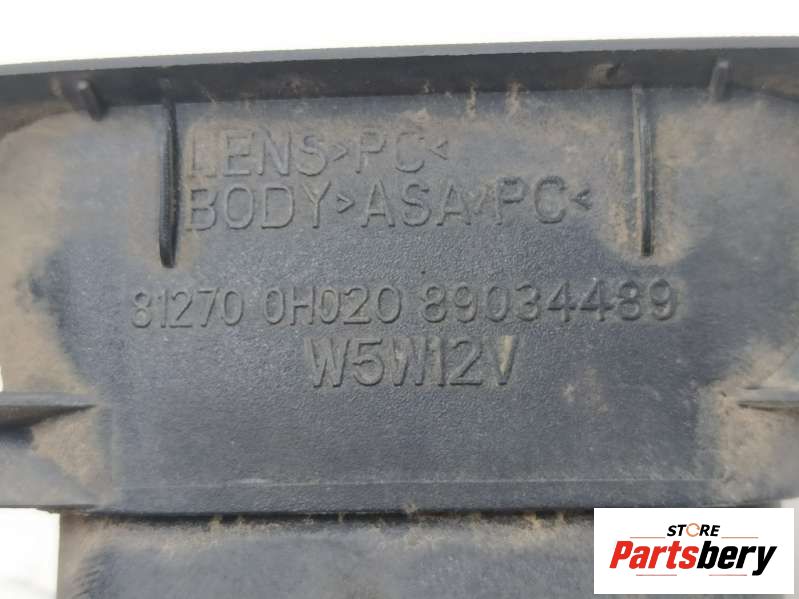 LENS>PC<
BODY>ASA/PC<
81270 0H020 89034489
W5W12V
STORE
Partsbery